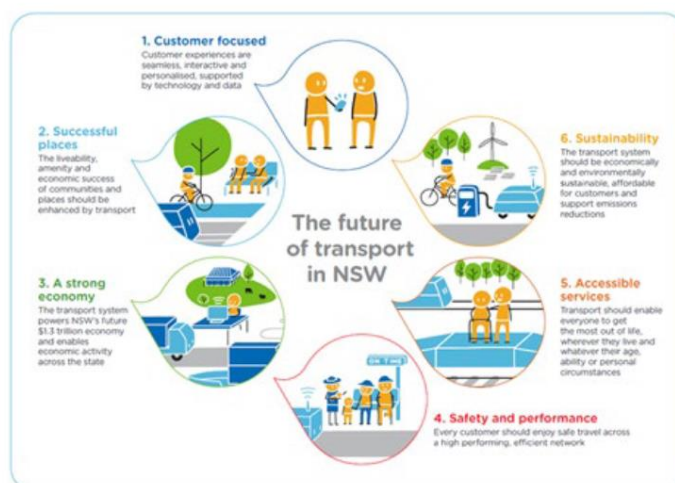 1. Customer focused
Customer experiences are
seamless, interactive and
personalised, supported
by technology and data
2. Successful
places
The liveability,
amenity and
economic success
of communities and
places should be
enhanced by transport
3. A strong
economy
The transport system
powers NSW's future
$1.3 trillion economy
and enables
economic activity
across the state
The future
of transport
in NSW
ON TIME
4. Safety and performance
Every customer should enjoy safe travel across
a high performing, efficient network
5. Accessible
services
Transport should enable
everyone to get
the most out of life,
wherever they live and
whatever their age,
ability or personal
circumstances
6. Sustainability
The transport system
should be economically
and environmentally
sustainable, affordable
for customers and
support emissions
reductions